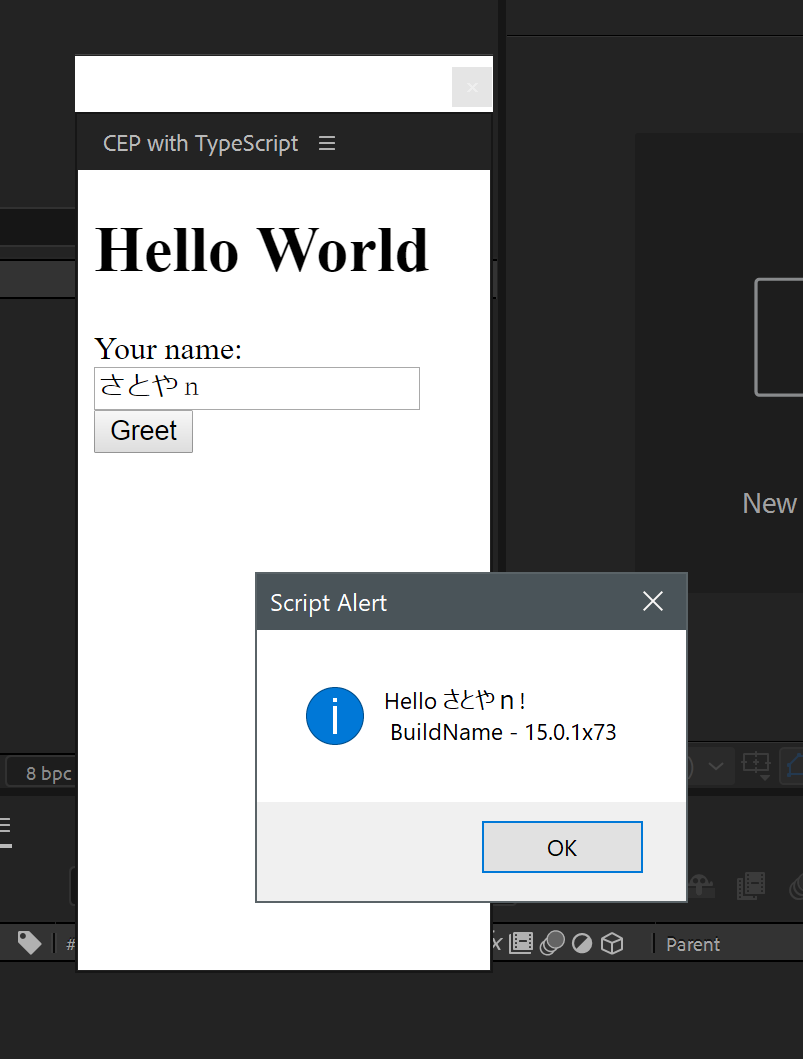 CEP with TypeScript
Hello World
Your name:
さとやｎ
Greet
New
Script Alert
Hello さとやｎ!
BuildName - 15.0.1x73
OK
8 bpc
#
Parent